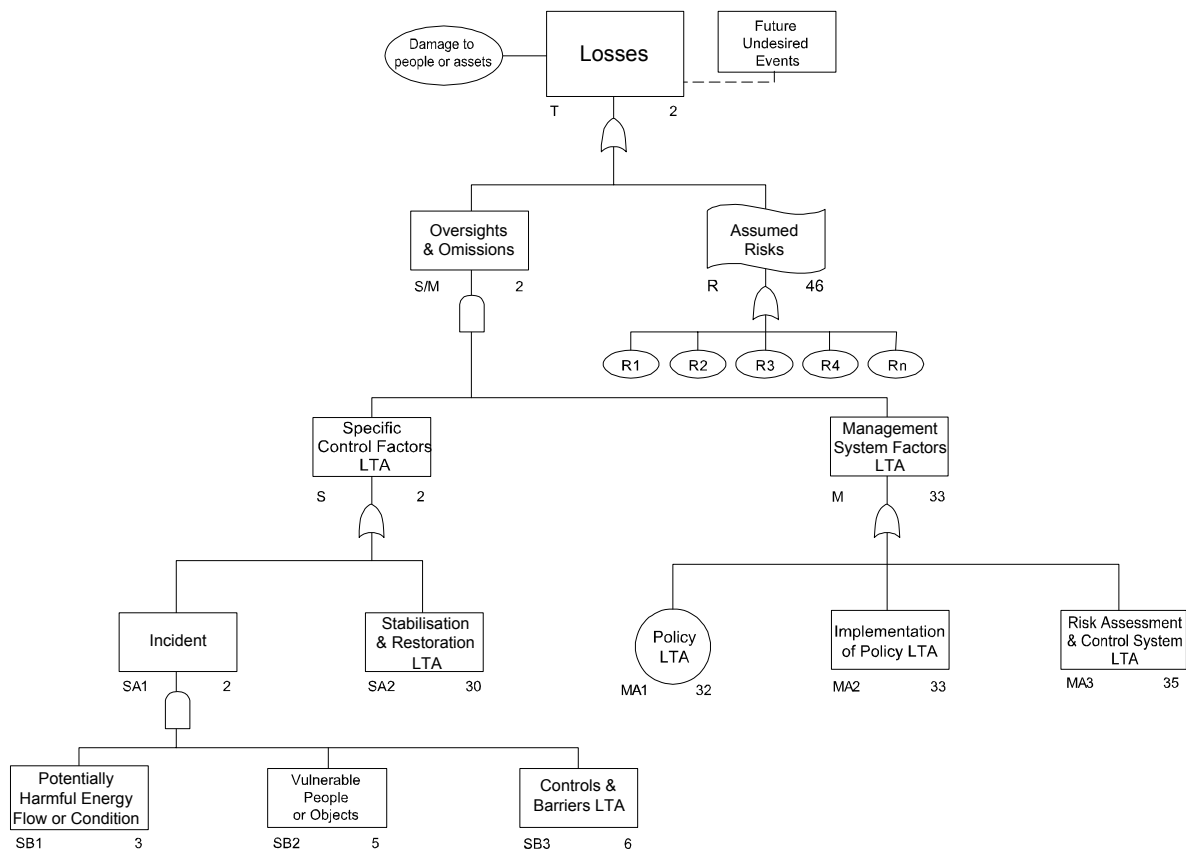 Damage to
people or assets
Losses
Future
Undesired
Events
T 2
Oversights
& Omissions
S/M 2
Assumed
Risks
R 46
R1 R2 R3 R4 Rn
Specific
Control Factors
LTA
S 2
Management
System Factors
LTA
M 33
Incident
SA1 2
Stabilisation
& Restoration
LTA
SA2 30
Policy
LTA
MA1 32
Implementation
of Policy LTA
MA2 33
Risk Assessment
& Control System
LTA
MA3 35
Potentially
Harmful Energy
Flow or Condition
SB1 3
Vulnerable
People
or Objects
SB2 5
Controls &
Barriers LTA
SB3 6